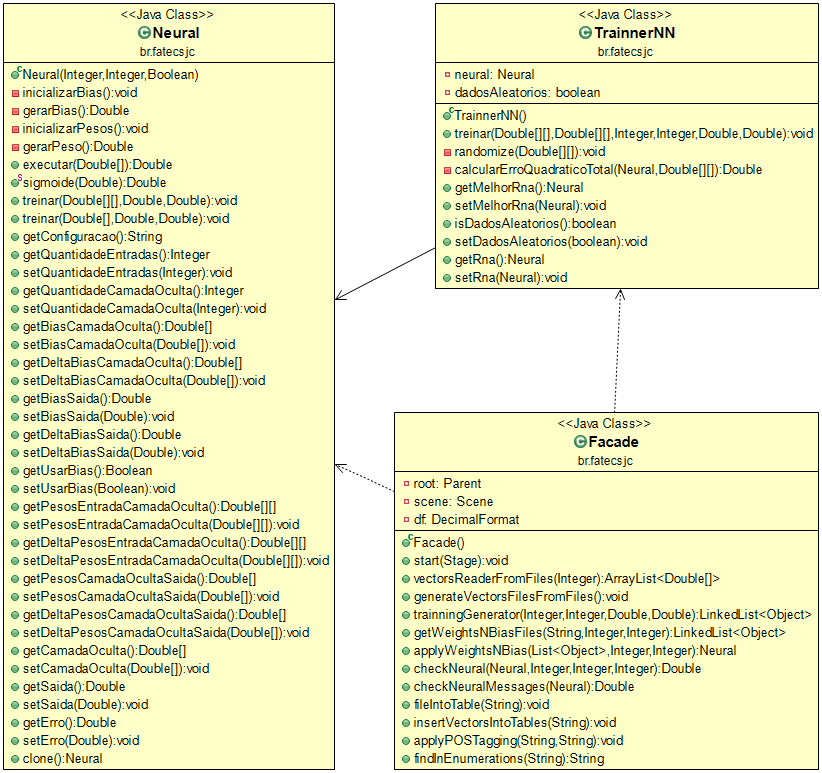 <<Java Class>>
Neural
br.fatecsjc
Neural(Integer,Integer,Boolean)
inicializarBias():void
gerarBias():Double
inicializarPesos():void
gerarPeso():Double
executar(Double[]):Double
sigmoide(Double):Double
treinar(Double[][],Double,Double):void
treinar(Double[],Double,Double):void
getConfiguracao():String
getQuantidadeEntradas():Integer
setQuantidadeEntradas(Integer):void
getQuantidadeCamadaOculta():Integer
setQuantidadeCamadaOculta(Integer):void
getBiasCamadaOculta():Double[]
setBiasCamadaOculta(Double[]):void
getDeltaBiasCamadaOculta():Double[]
setDeltaBiasCamadaOculta(Double[]):void
getBiasSaida():Double
setBiasSaida(Double):void
getDeltaBiasSaida():Double
setDeltaBiasSaida(Double):void
getUsarBias():Boolean
setUsarBias(Boolean):void
getPesosEntradaCamadaOculta():Double[][]
setPesosEntradaCamadaOculta(Double[][]):void
getDeltaPesosEntradaCamadaOculta():Double[][]
setDeltaPesosEntradaCamadaOculta(Double[][]):void
getPesosCamadaOcultaSaida():Double[]
setPesosCamadaOcultaSaida(Double[]):void
getDeltaPesosCamadaOcultaSaida():Double[]
setDeltaPesosCamadaOcultaSaida(Double[]):void
getCamadaOculta():Double[]
setCamadaOculta(Double[]):void
getSaida():Double
setSaida(Double):void
getErro():Double
setErro(Double):void
clone():Neural
<<Java Class>>
TrainnerNN
br.fatecsjc
neural: Neural
dadosAleatorios: boolean
TrainnerNN()
treinar(Double[][],Double[][],Integer,Integer,Double,Double):void
randomize(Double[][]):void
calcularErroQuadraticoTotal(Neural,Double[][]):Double
getMelhorRna():Neural
setMelhorRna(Neural):void
isDadosAleatorios():boolean
setDadosAleatorios(boolean):void
getRna():Neural
setRna(Neural):void
<<Java Class>>
Facade
br.fatecsjc
root: Parent
scene: Scene
df: DecimalFormat
Facade()
start(Stage):void
vectorsReaderFromFiles(Integer):ArrayList<Double[]>
generateVectorsFilesFromFiles():void
trainningGenerator(Integer,Integer,Double,Double):LinkedList<Object>
getWeightsNBiasFiles(String,Integer,Integer):LinkedList<Object>
applyWeightsNBias(List<Object>,Integer,Integer):Neural
checkNeural(Neural,Integer,Integer,Integer):Double
checkNeuralMessages(Neural):Double
fileIntoTable(String):void
insertVectorsIntoTables(String):void
applyPOSTagging(String,String):void
findInEnumerations(String):String